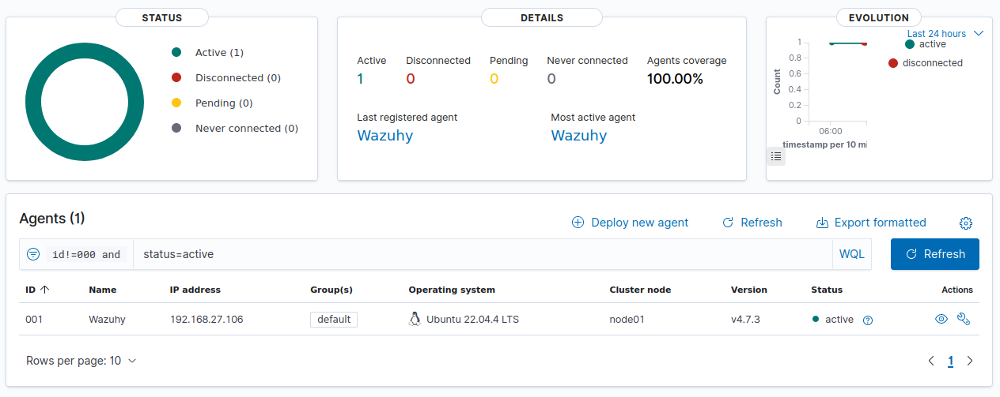 STATUS
Active (1)
Disconnected (0)
Pending (0)
Never connected (0)
DETAILS
Active Disconnected Pending Never connected Agents coverage
1 0 0 0 100.00%
Last registered agent Most active agent
Wazuhy Wazuhy
EVOLUTION
Last 24 hours
active
disconnected
Count
1
0.8
0.6
0.4
0.2
0
06:00
timestamp per 10 mi
Agents (1)
Deploy new agent Refresh Export formatted
id!=000 and status=active WQL Refresh
ID Name IP address Group(s) Operating system Cluster node Version Status Actions
001 Wazuhy 192.168.27.106 default Ubuntu 22.04.4 LTS node01 v4.7.3 active
Rows per page: 10 1